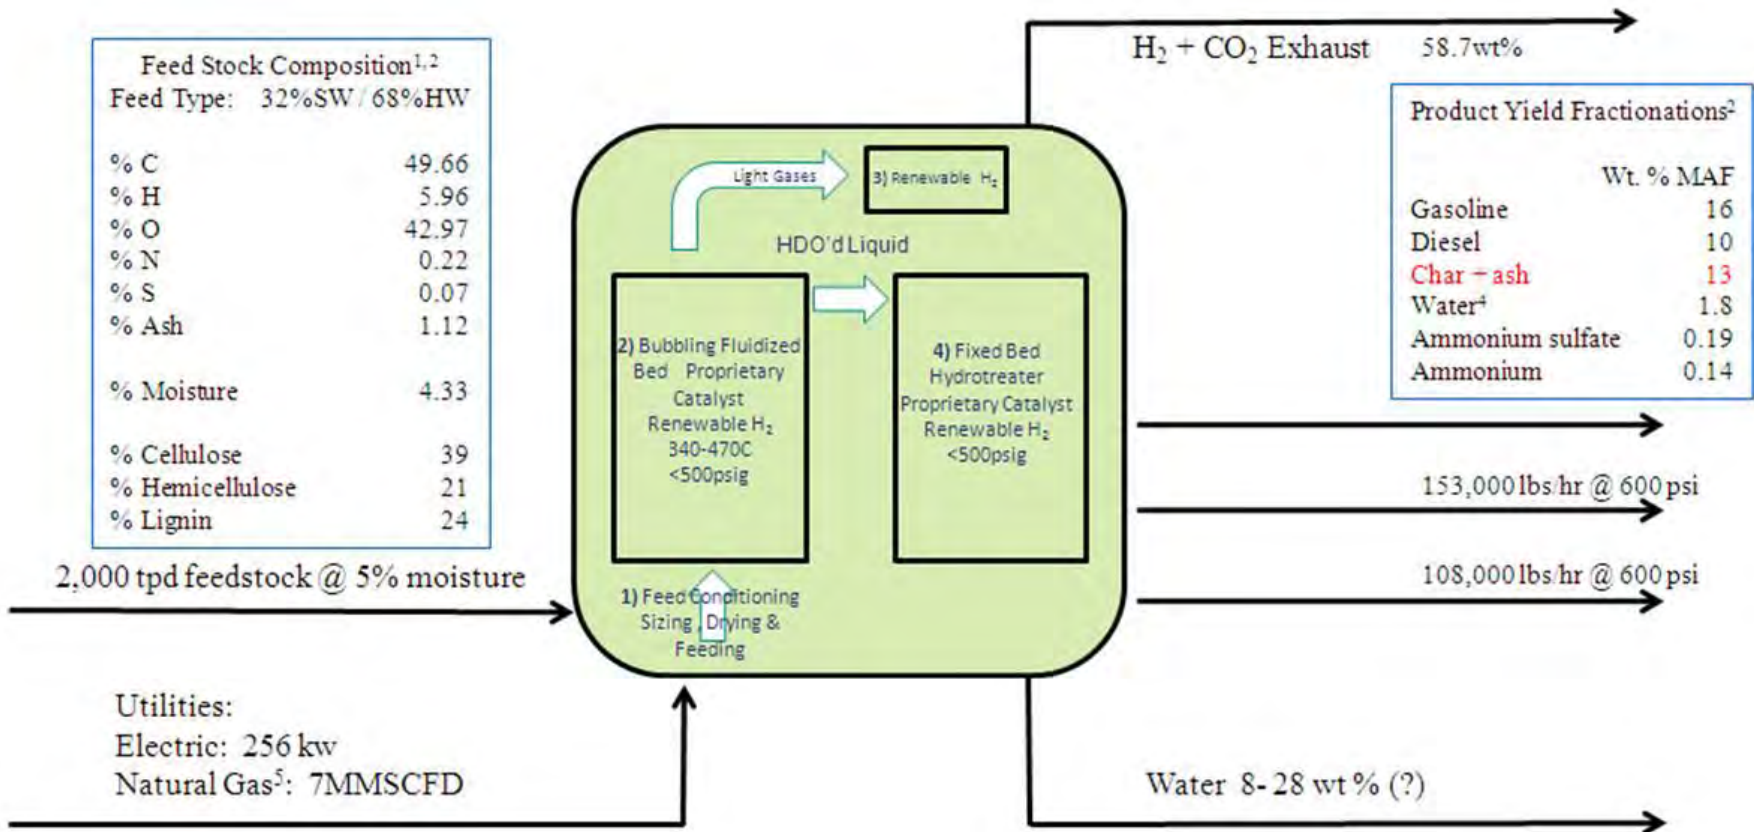 Feed Stock Composition1,2
Feed Type: 32%SW / 68%HW
% C 49.66
% H 5.96
% O 42.97
% N 0.22
% S 0.07
% Ash 1.12
% Moisture 4.33
% Cellulose 39
% Hemicellulose 21
% Lignin 24
2,000 tpd feedstock @ 5% moisture
Utilities:
Electric: 256 kw
Natural Gas5: 7MMSCFD
Light Gases
3) Renewable H2
HDO'd Liquid
2) Bubbling Fluidized
Bed Proprietary
Catalyst
Renewable H2
340-470C
<500psig
4) Fixed Bed
Hydrotreater
Proprietary Catalyst
Renewable H2
<500psig
1) Feed Conditioning
Sizing , Drying &
Feeding
H2 + CO2 Exhaust 58.7wt%
Product Yield Fractionations2
Wt. % MAF
Gasoline 16
Diesel 10
Char + ash 13
Water4 1.8
Ammonium sulfate 0.19
Ammonium 0.14
153,000 lbs/hr @ 600 psi
108,000 lbs/hr @ 600 psi
Water 8- 28 wt % (?)